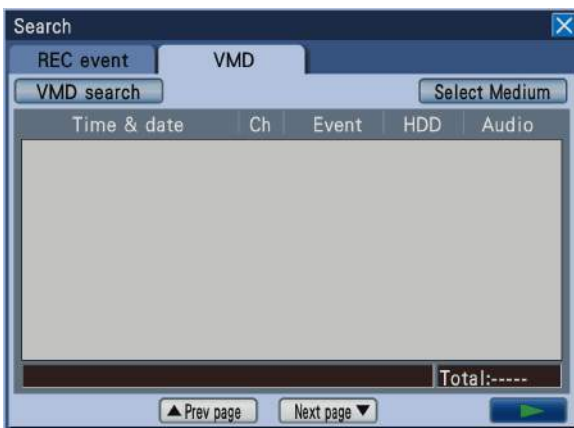 Search
REC event VMD
VMD search Select Medium
Time & date Ch Event HDD Audio
Total:-----
▲ Prev page Next page ▼